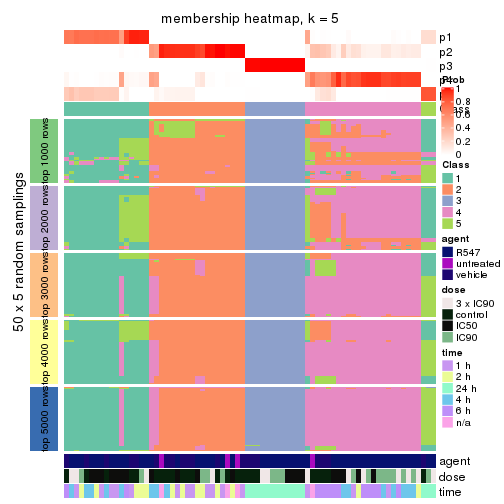 membership heatmap, k = 5
p1
p2
p3
Prob
1
0.8
0.6
0.4
0.2
0
Class
1
2
3
4
5
agent
R547
untreated
vehicle
dose
3 x IC90
control
IC50
IC90
time
1 h
2 h
24 h
4 h
6 h
n/a
50 x 5 random samplings
top 1000 rows
top 2000 rows
top 3000 rows
top 4000 rows
top 5000 rows
agent
dose
time